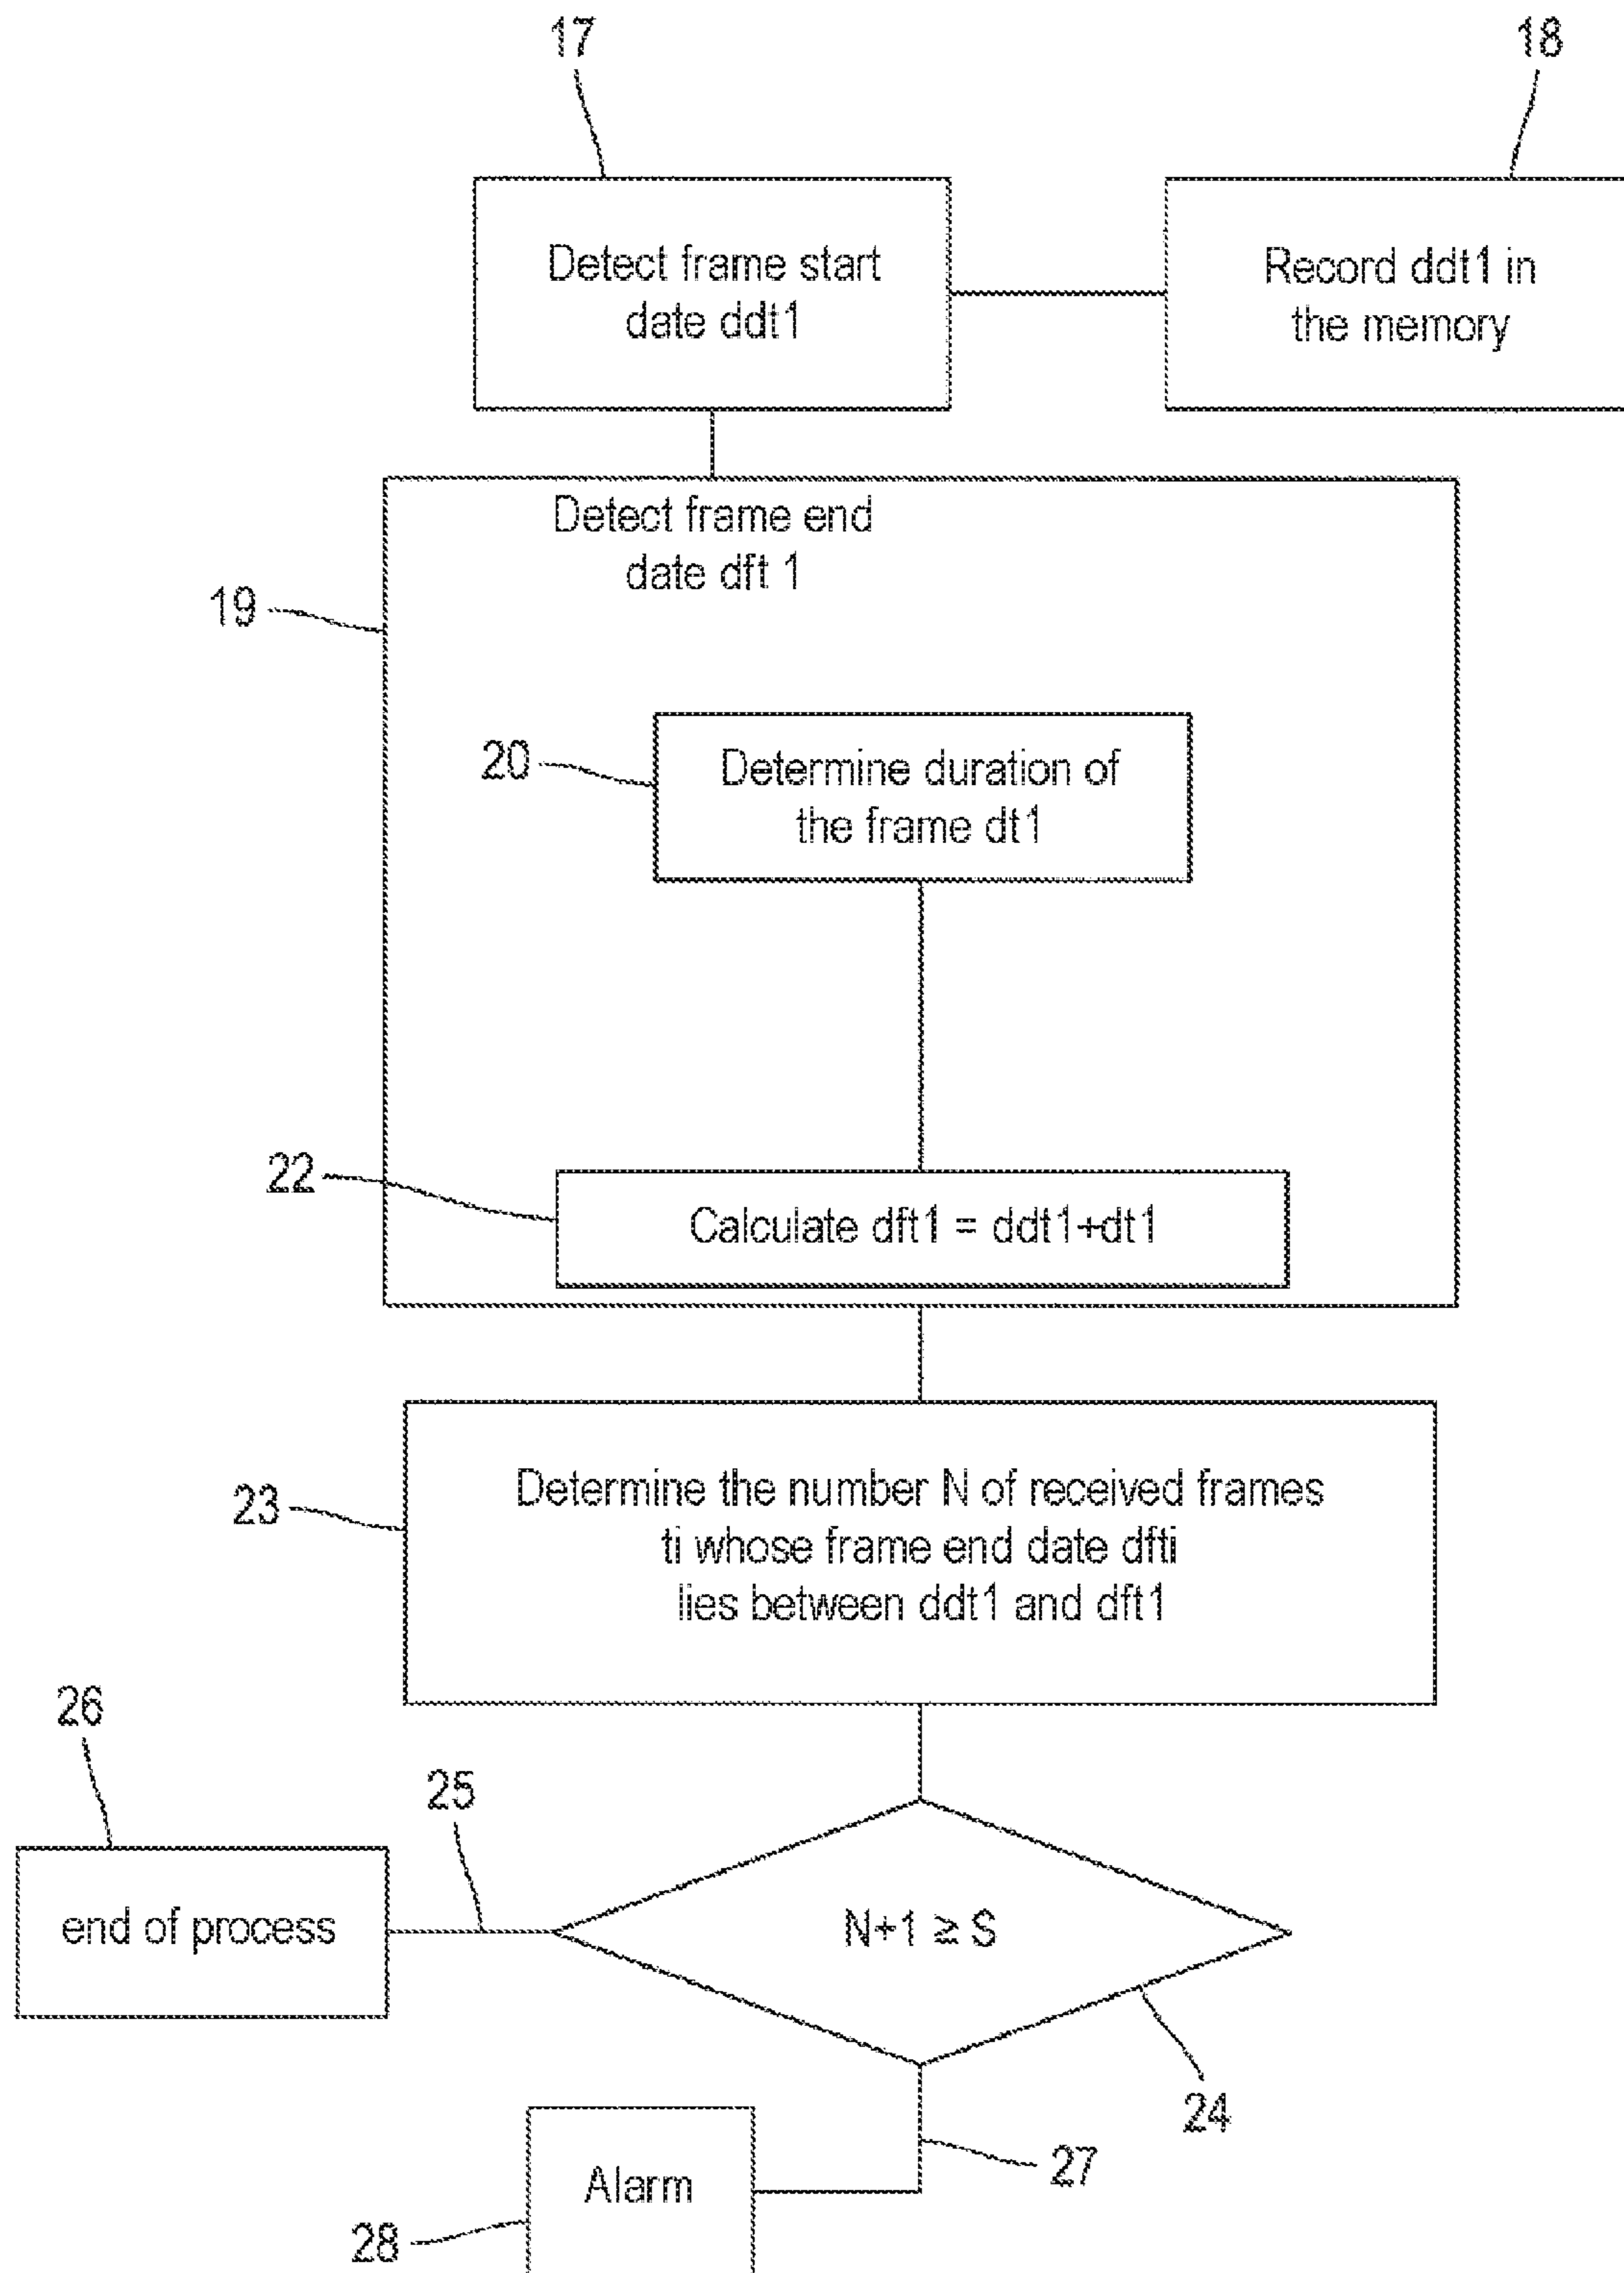 17
18
Detect frame start
date ddt1
Record ddt1 in
the memory
Detect frame end
date dft 1
19
20
Determine duration of
the frame dt1
22
Calculate dft1 = ddt1+dt1
23
Determine the number N of received frames
ti whose frame end date dfti
lies between ddt1 and dft1
26
25
end of process
N+1 ≥ S
24
27
Alarm
28